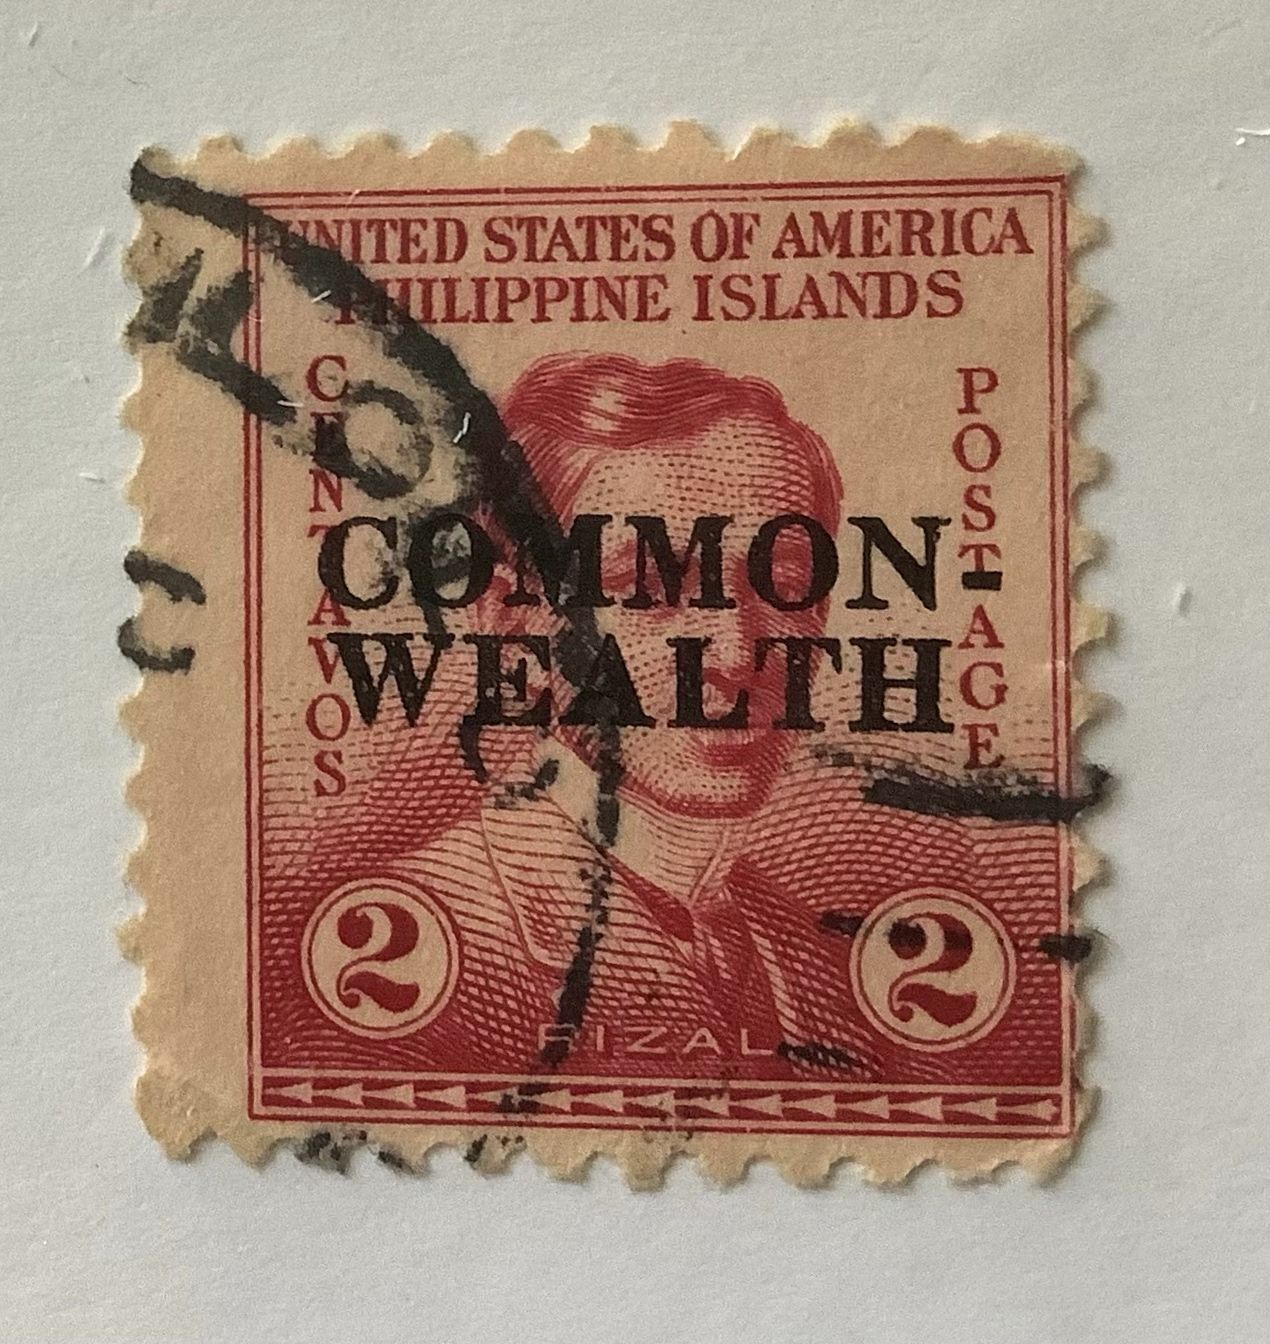 UNITED STATES OF AMERICA
PHILIPPINE ISLANDS
CENTAVOS
POSTAGE
COMMON-
WEALTH
2 2
RIZAL